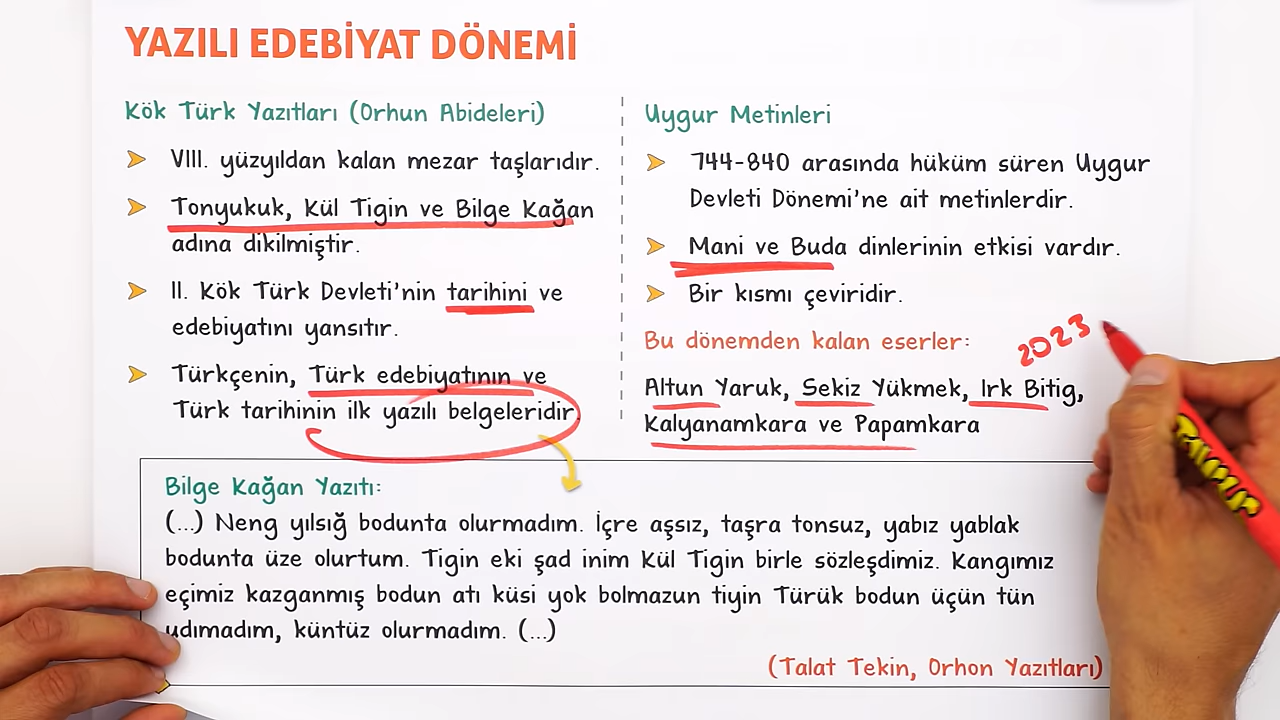 YAZILI EDEBİYAT DÖNEMİ
Kök Türk Yazıtları (Orhun Abideleri)
VIII. yüzyıldan kalan mezar taşlarıdır.
Tonyukuk, Kül Tigin ve Bilge Kağan
adına dikilmiştir.
II. Kök Türk Devleti'nin tarihini ve
edebiyatını yansıtır.
Türkçenin, Türk edebiyatının ve
Türk tarihinin ilk yazılı belgeleridir.
Uygur Metinleri
744-840 arasında hüküm süren Uygur
Devleti Dönemi'ne ait metinlerdir.
Mani ve Buda dinlerinin etkisi vardır.
Bir kısmı çeviridir.
Bu dönemden kalan eserler:
2023
Altun Yaruk, Sekiz Yükmek, Irk Bitig,
Kalyanamkara ve Papamkara
Bilge Kağan Yazıtı:
(...) Neng yılsığ bodunta olurmadım. İçre aşsız, taşra tonsuz, yabız yablak
bodunta üze olurtum. Tigin eki şad inim Kül Tigin birle sözleşdimiz. Kangımız
eçimiz kazganmış bodun atı küsi yok bolmazun tiyin Türük bodun üçün tün
udımadım, küntüz olurmadım. (...)
(Talat Tekin, Orhon Yazıtları)